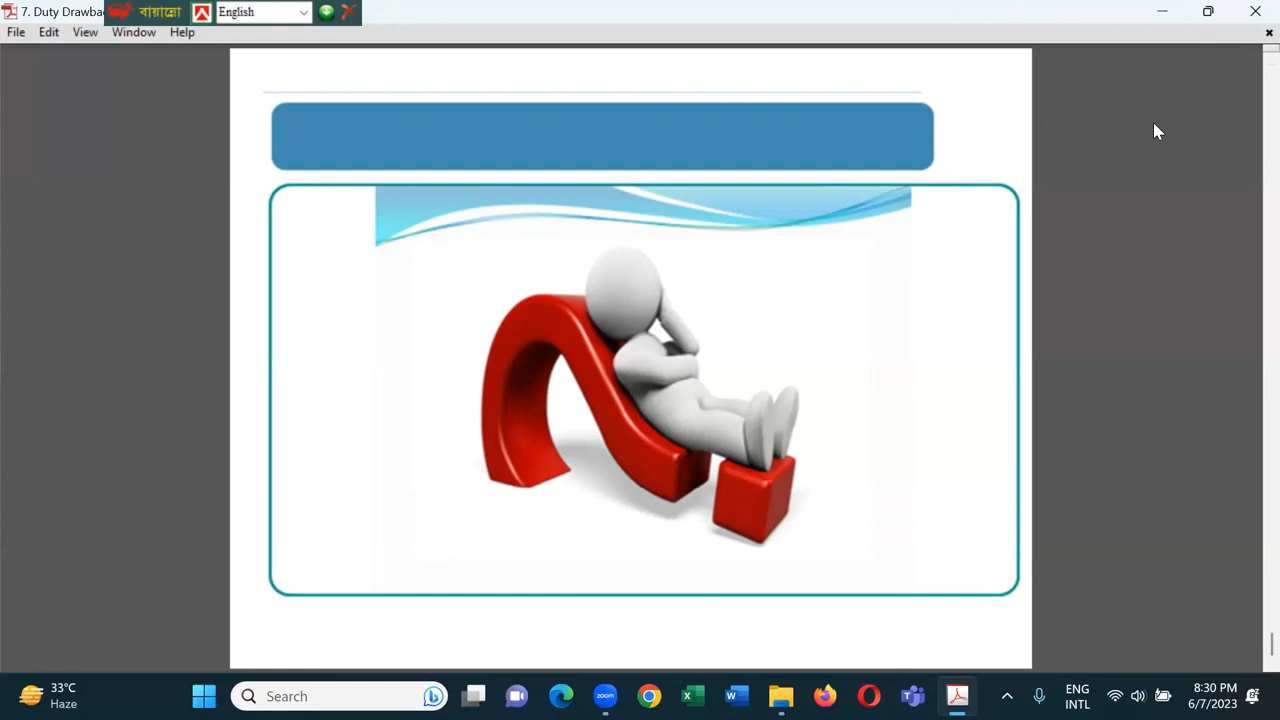 7. Duty Drawba
বায়ান্নো
English
File Edit View Window Help
33°C
Haze
Search
zoom
ENG
INTL
8:30 PM
6/7/2023